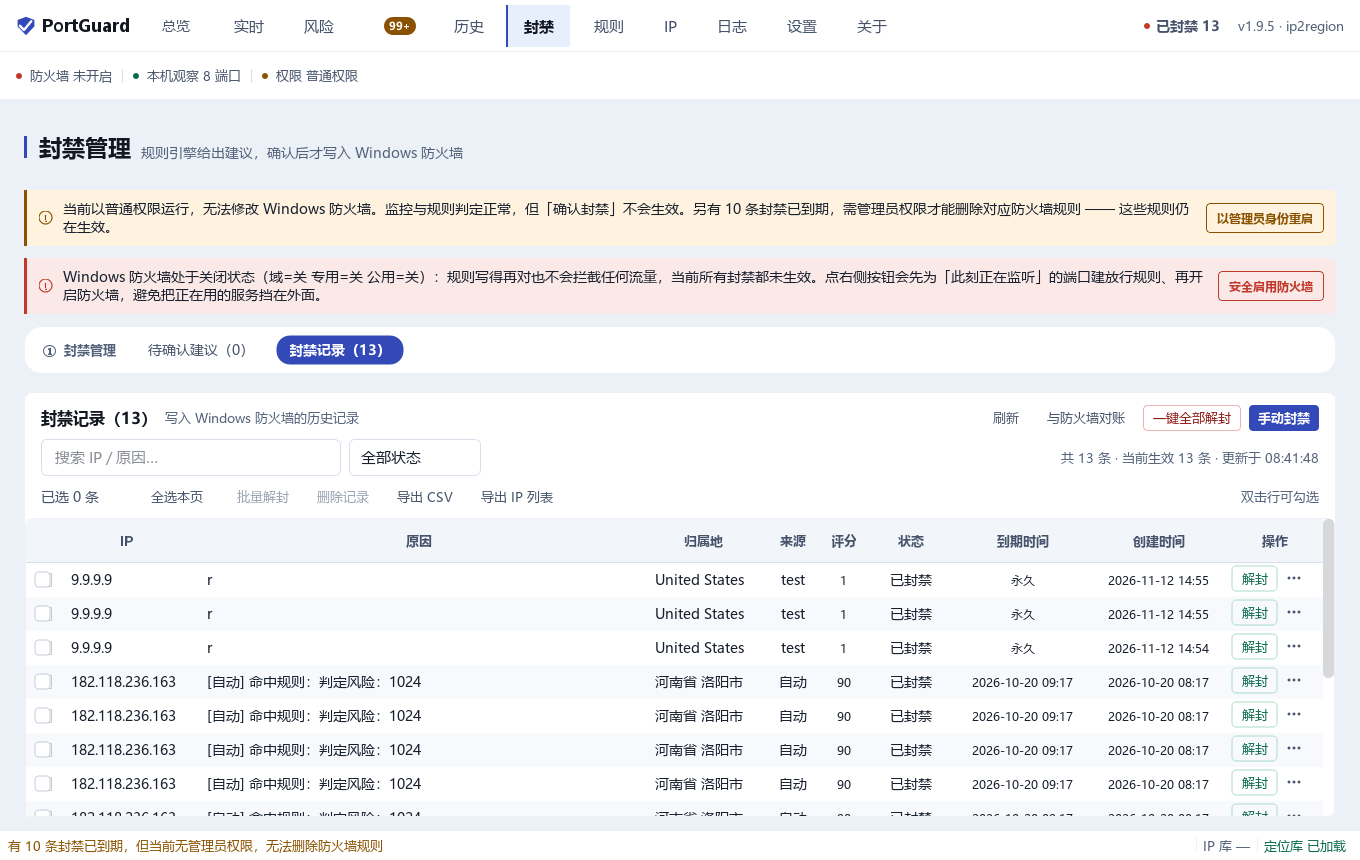 PortGuard 总览 实时 风险 99+ 历史 封禁 规则 IP 日志 设置 关于 已封禁 13 v1.9.5 · ip2region
防火墙 未开启 本机观察 8 端口 权限 普通权限
封禁管理 规则引擎给出建议，确认后才写入 Windows 防火墙
当前以普通权限运行，无法修改 Windows 防火墙。监控与规则判定正常，但「确认封禁」不会生效。另有 10 条封禁已到期，需管理员权限才能删除对应防火墙规则 —— 这些规则仍
在生效。
以管理员身份重启
Windows 防火墙处于关闭状态（域=关 专用=关 公用=关）：规则写得再对也不会拦截任何流量，当前所有封禁都未生效。点右侧按钮会先为「此刻正在监听」的端口建放行规则、再开
启防火墙，避免把正在用的服务挡在外面。
安全启用防火墙
① 封禁管理 待确认建议（0） 封禁记录（13）
封禁记录（13） 写入 Windows 防火墙的历史记录 刷新 与防火墙对账 一键全部解封 手动封禁
搜索 IP / 原因... 全部状态 共 13 条 · 当前生效 13 条 · 更新于 08:41:48
已选 0 条 全选本页 批量解封 删除记录 导出 CSV 导出 IP 列表 双击行可勾选
IP 原因 归属地 来源 评分 状态 到期时间 创建时间 操作
9.9.9.9 r United States test 1 已封禁 永久 2026-11-12 14:55 解封 ···
9.9.9.9 r United States test 1 已封禁 永久 2026-11-12 14:55 解封 ···
9.9.9.9 r United States test 1 已封禁 永久 2026-11-12 14:54 解封 ···
182.118.236.163 [自动] 命中规则：判定风险：1024 河南省 洛阳市 自动 90 已封禁 2026-10-20 09:17 2026-10-20 08:17 解封 ···
182.118.236.163 [自动] 命中规则：判定风险：1024 河南省 洛阳市 自动 90 已封禁 2026-10-20 09:17 2026-10-20 08:17 解封 ···
182.118.236.163 [自动] 命中规则：判定风险：1024 河南省 洛阳市 自动 90 已封禁 2026-10-20 09:17 2026-10-20 08:17 解封 ···
182.118.236.163 [自动] 命中规则：判定风险：1024 河南省 洛阳市 自动 90 已封禁 2026-10-20 09:17 2026-10-20 08:17 解封 ···
有 10 条封禁已到期，但当前无管理员权限，无法删除防火墙规则 IP 库 — 定位库 已加载